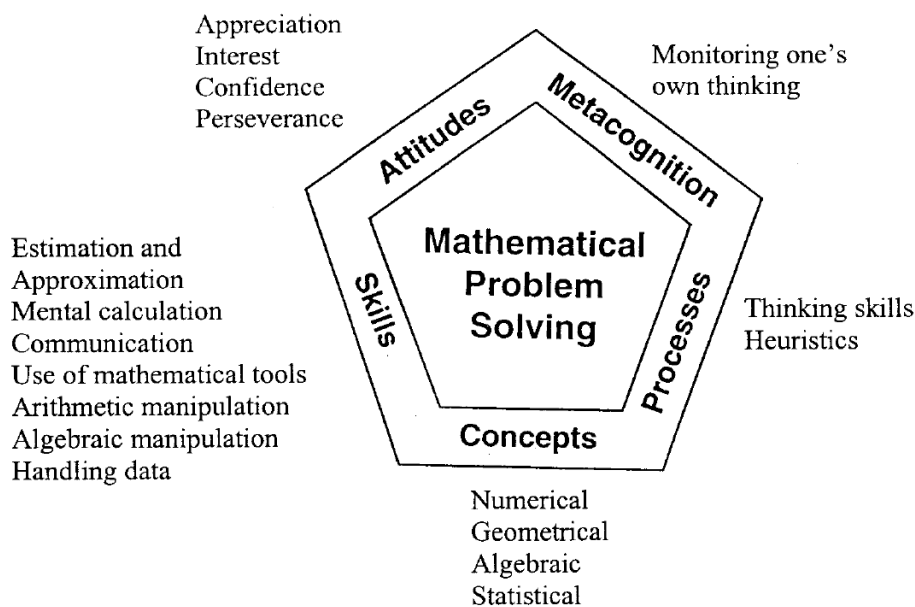 Appreciation
Interest
Confidence
Perseverance
Monitoring one's
own thinking
Attitudes
Metacognition
Mathematical
Problem
Solving
Skills
Processes
Concepts
Estimation and
Approximation
Mental calculation
Communication
Use of mathematical tools
Arithmetic manipulation
Algebraic manipulation
Handling data
Thinking skills
Heuristics
Numerical
Geometrical
Algebraic
Statistical